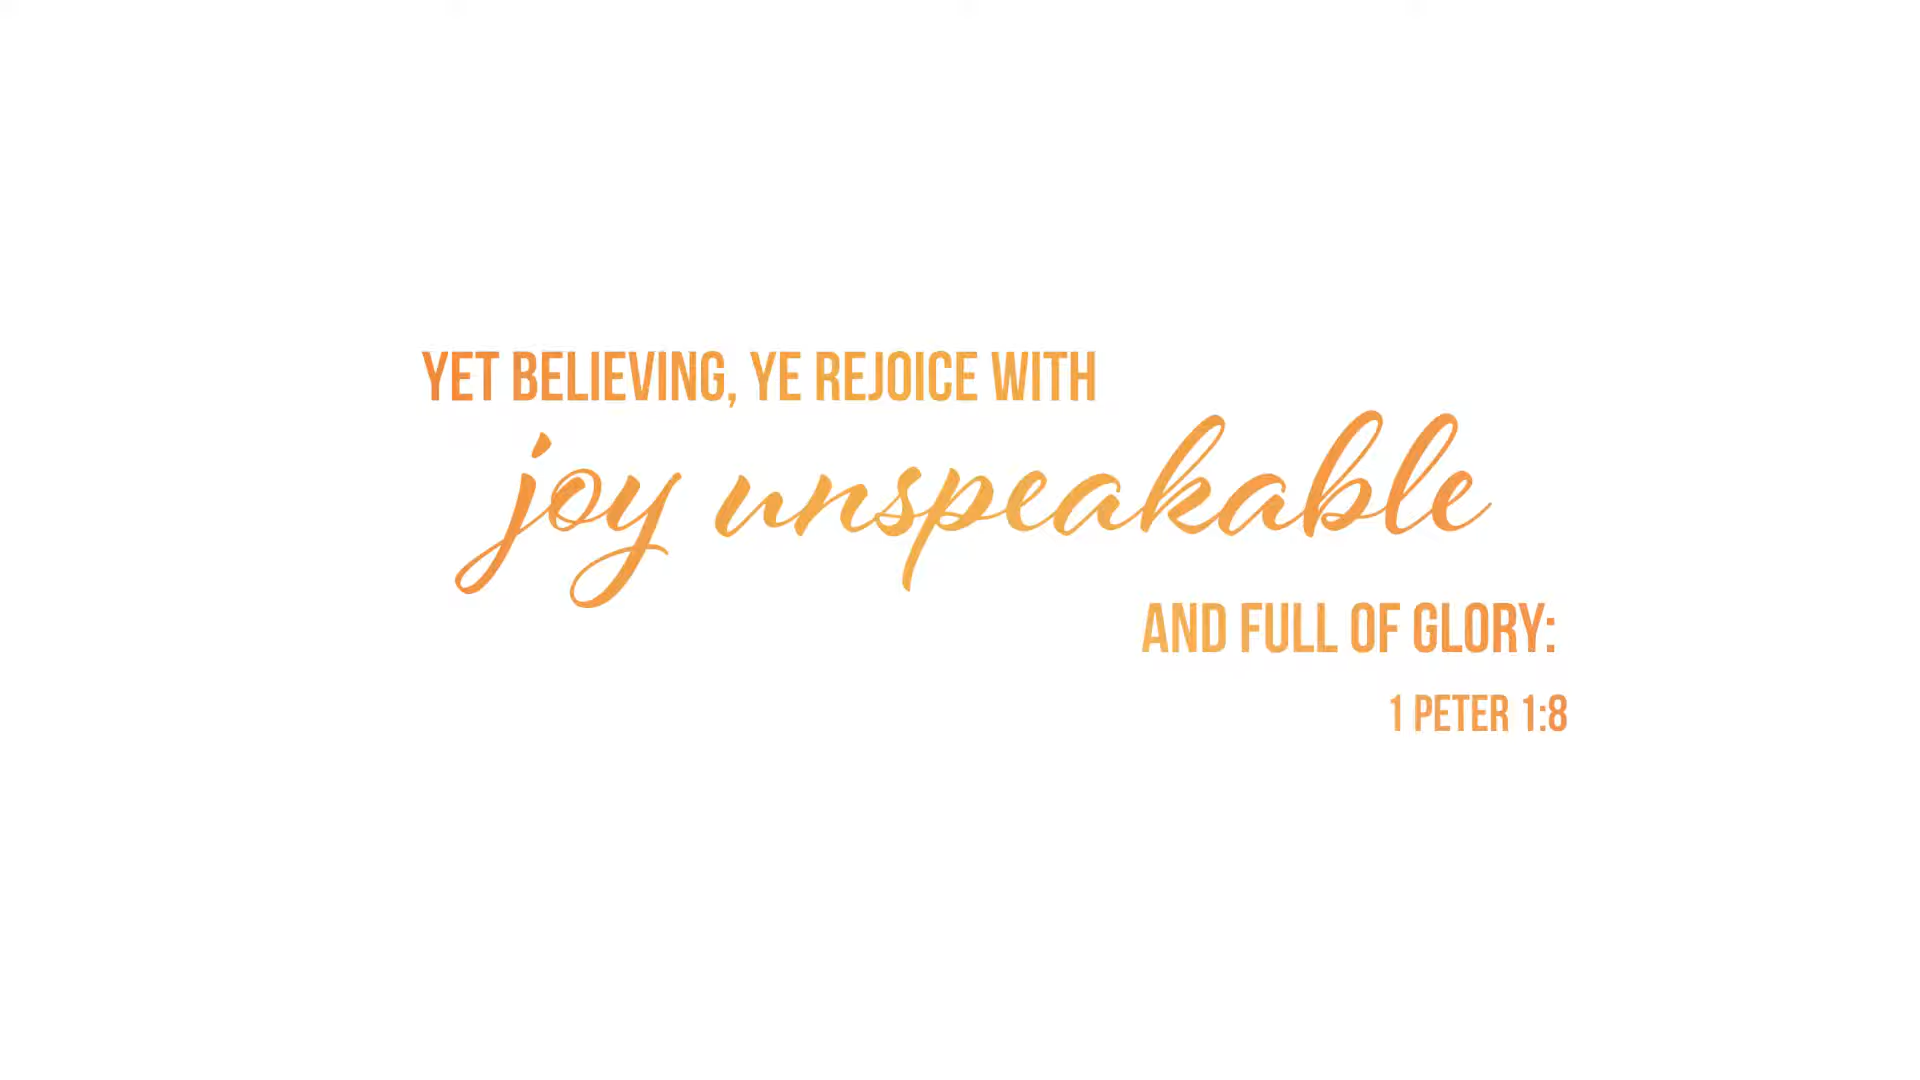 YET BELIEVING, YE REJOICE WITH
joy unspeakable
AND FULL OF GLORY:
1 PETER 1:8